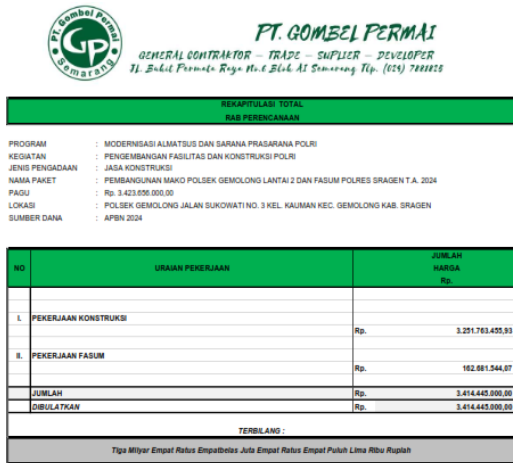 PT. Gombel Permai
GP
Semarang
PT. GOMBEL PERMAI
GENERAL CONTRAKTOR – TRADE – SUPLIER – DEVELOPER
Jl. Bukit Permata Raya No.6 Blok A1 Semarang Tlp. (024)
REKAPITULASI TOTAL
RAB PERENCANAAN
PROGRAM : MODERNISASI ALMATSUS DAN SARANA PRASARANA POLRI
KEGIATAN : PENGEMBANGAN FASILITAS DAN KONSTRUKSI POLRI
JENIS PENGADAAN : JASA KONSTRUKSI
NAMA PAKET : PEMBANGUNAN MAKO POLSEK GEMOLONG LANTAI 2 DAN FASUM POLRES SRAGEN T.A. 2024
PAGU : Rp. 3.423.656.000,00
LOKASI : POLSEK GEMOLONG JALAN SUKOWATI NO. 3 KEL. KAUMAN KEC. GEMOLONG KAB. SRAGEN
SUMBER DANA : APBN 2024
NO URAIAN PEKERJAAN JUMLAH HARGA Rp.
I. PEKERJAAN KONSTRUKSI
Rp. 3.251.763.455,93
II. PEKERJAAN FASUM
Rp. 162.681.544,07
JUMLAH Rp. 3.414.445.000,00
DIBULATKAN Rp. 3.414.445.000,00
TERBILANG :
Tiga Milyar Empat Ratus Empatbelas Juta Empat Ratus Empat Puluh Lima Ribu Rupiah